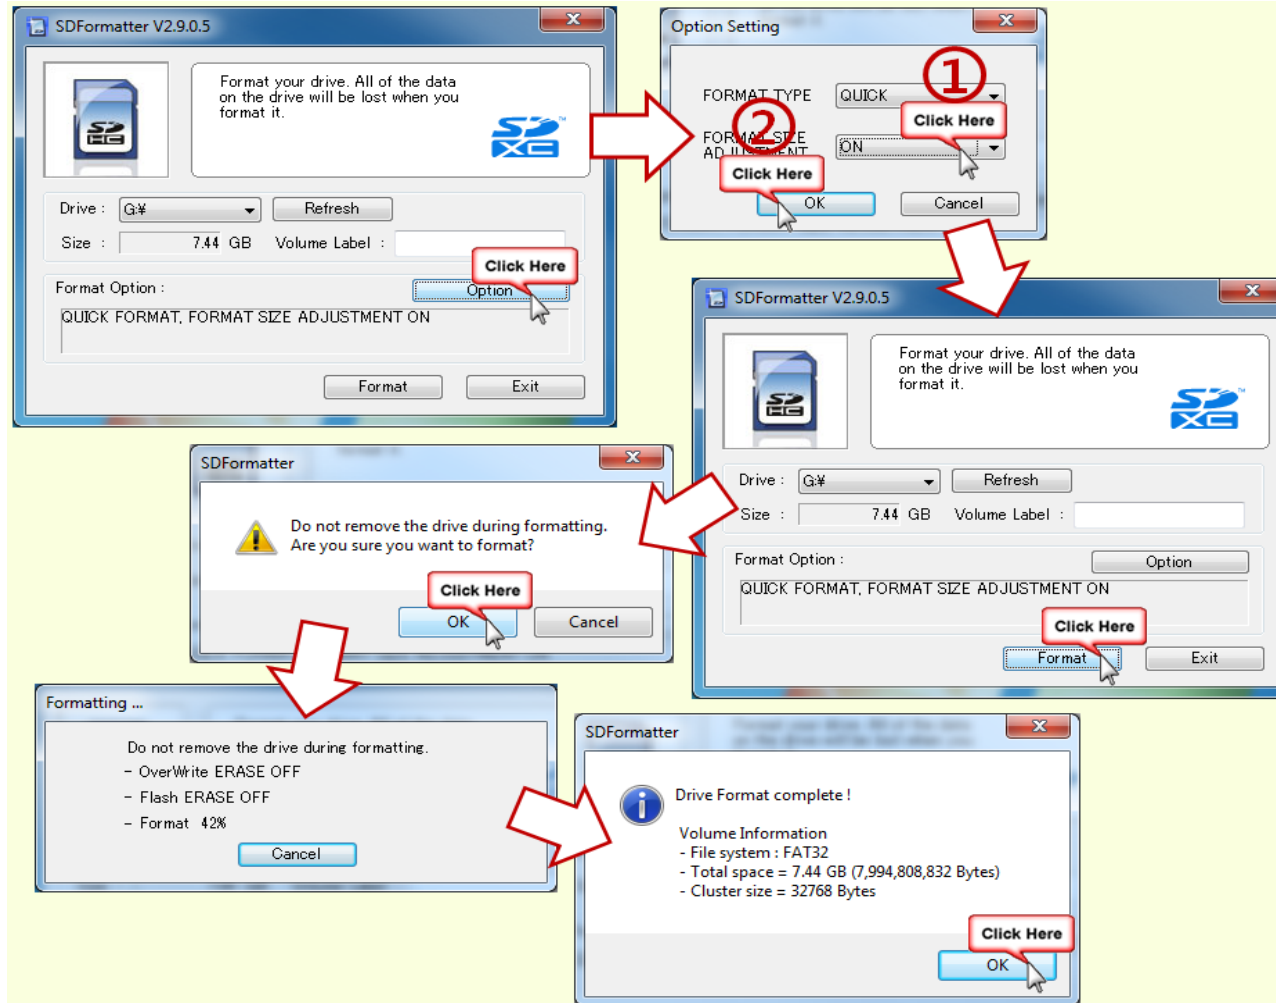 SDFormatter V2.9.0.5
Format your drive. All of the data
on the drive will be lost when you
format it.
SD
HC
SD
XC
Drive : G:¥ Refresh
Size : 7.44 GB Volume Label :
Click Here
Format Option : Option
QUICK FORMAT, FORMAT SIZE ADJUSTMENT ON
Format Exit
Option Setting
①
FORMAT TYPE QUICK
Click Here
②
FORMAT SIZE
ADJUSTMENT ON
Click Here
OK Cancel
SDFormatter V2.9.0.5
Format your drive. All of the data
on the drive will be lost when you
format it.
SD
HC
SD
XC
Drive : G:¥ Refresh
Size : 7.44 GB Volume Label :
Format Option : Option
QUICK FORMAT, FORMAT SIZE ADJUSTMENT ON
Click Here
Format Exit
SDFormatter
Do not remove the drive during formatting.
Are you sure you want to format?
Click Here
OK Cancel
Formatting ...
Do not remove the drive during formatting.
- OverWrite ERASE OFF
- Flash ERASE OFF
- Format 42%
Cancel
SDFormatter
Drive Format complete !
Volume Information
- File system : FAT32
- Total space = 7.44 GB (7,994,808,832 Bytes)
- Cluster size = 32768 Bytes
Click Here
OK